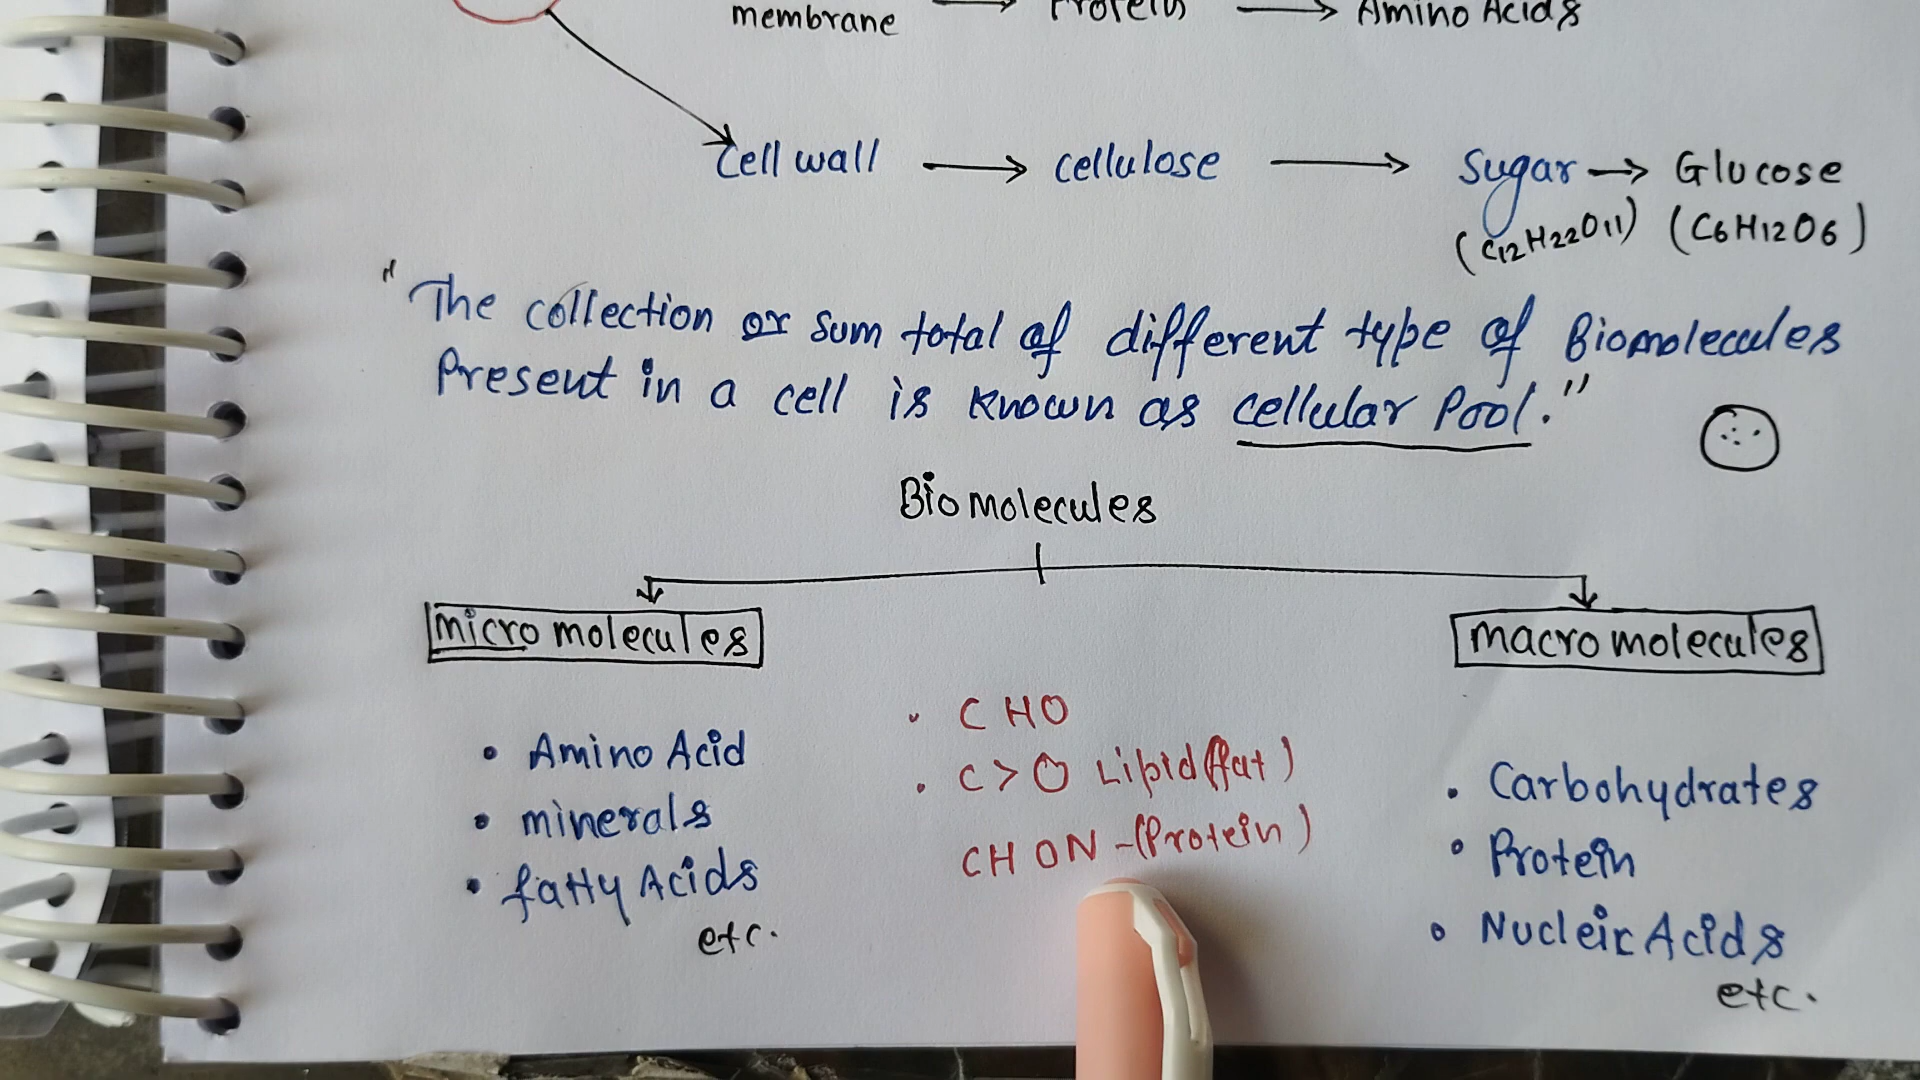 membrane → Protein → Amino Acids
Cell wall → cellulose → Sugar → Glucose
(C12H22O11) (C6H12O6)
"The collection or sum total of different type of Biomolecules
Present in a cell is known as cellular Pool."
Biomolecules
micro molecules
macro molecules
• Amino Acid
• minerals
• fatty Acids
etc.
• CHO
• C>O Lipid (fat)
CHON-(Protein)
• Carbohydrates
• Protein
• Nucleic Acids
etc.